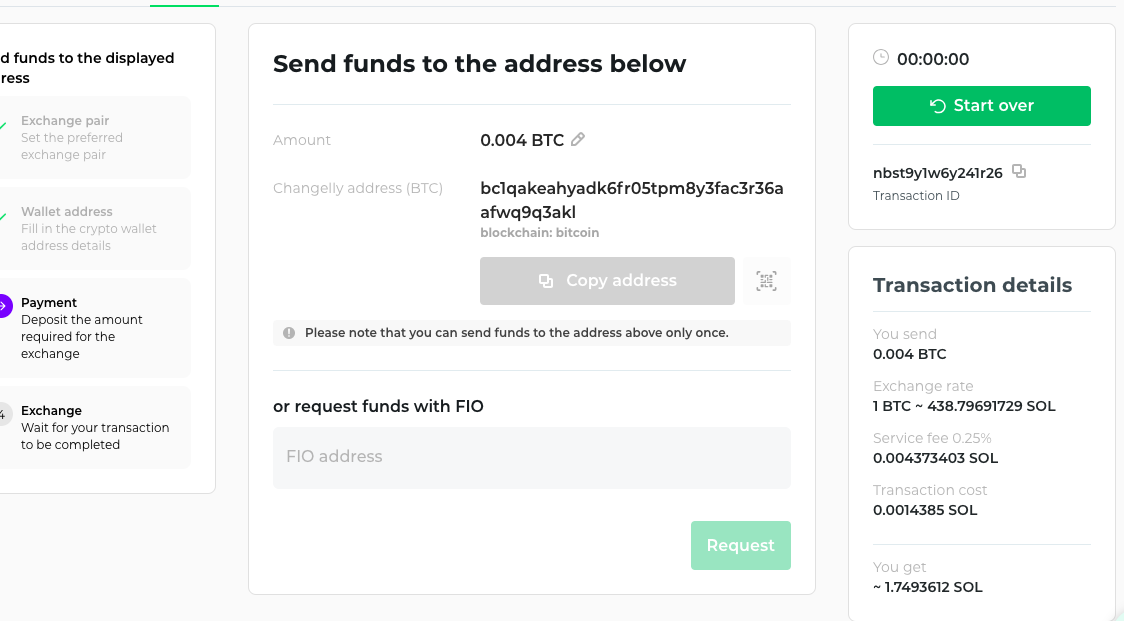 d funds to the displayed
ress
Exchange pair
Set the preferred
exchange pair
Wallet address
Fill in the crypto wallet
address details
Payment
Deposit the amount
required for the
exchange
4
Exchange
Wait for your transaction
to be completed
Send funds to the address below
Amount
0.004 BTC
Changelly address (BTC)
bc1qakeahyadk6fr05tpm8y3fac3r36a
afwq9q3akl
blockchain: bitcoin
Copy address
Please note that you can send funds to the address above only once.
or request funds with FIO
FIO address
Request
00:00:00
Start over
nbst9y1w6y241r26
Transaction ID
Transaction details
You send
0.004 BTC
Exchange rate
1 BTC ~ 438.79691729 SOL
Service fee 0.25%
0.004373403 SOL
Transaction cost
0.0014385 SOL
You get
~ 1.7493612 SOL